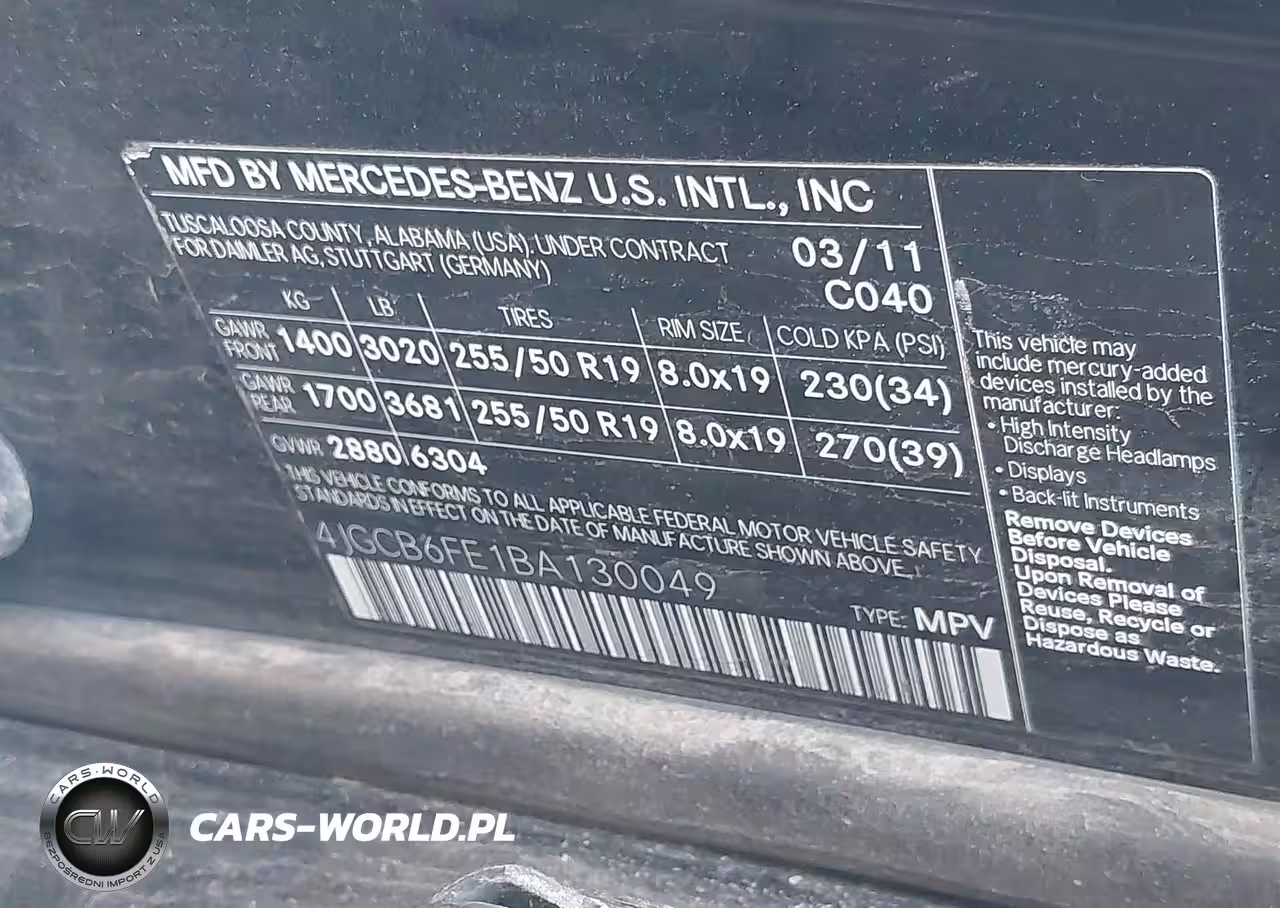 MFD BY MERCEDES-BENZ U.S. INTL., INC
TUSCALOOSA COUNTY, ALABAMA (USA), UNDER CONTRACT
FOR DAIMLER AG, STUTTGART (GERMANY)
03/11
C040
KG LB TIRES RIM SIZE COLD KPA (PSI)
GAWR FRONT 1400 3020 255/50 R19 8.0x19 230(34)
GAWR REAR 1700 3681 255/50 R19 8.0x19 270(39)
GVWR 2880 6304
THIS VEHICLE CONFORMS TO ALL APPLICABLE FEDERAL MOTOR VEHICLE SAFETY
STANDARDS IN EFFECT ON THE DATE OF MANUFACTURE SHOWN ABOVE.
4JGCB6FE1BA130049
TYPE: MPV
This vehicle may
include mercury-added
devices installed by the
manufacturer:
• High Intensity
Discharge Headlamps
• Displays
• Back-lit Instruments
Remove Devices
Before Vehicle
Disposal.
Upon Removal of
Devices Please
Reuse, Recycle or
Dispose as
Hazardous Waste.
CARS-WORLD
CW
BEZPOŚREDNI IMPORT Z USA
CARS-WORLD.PL